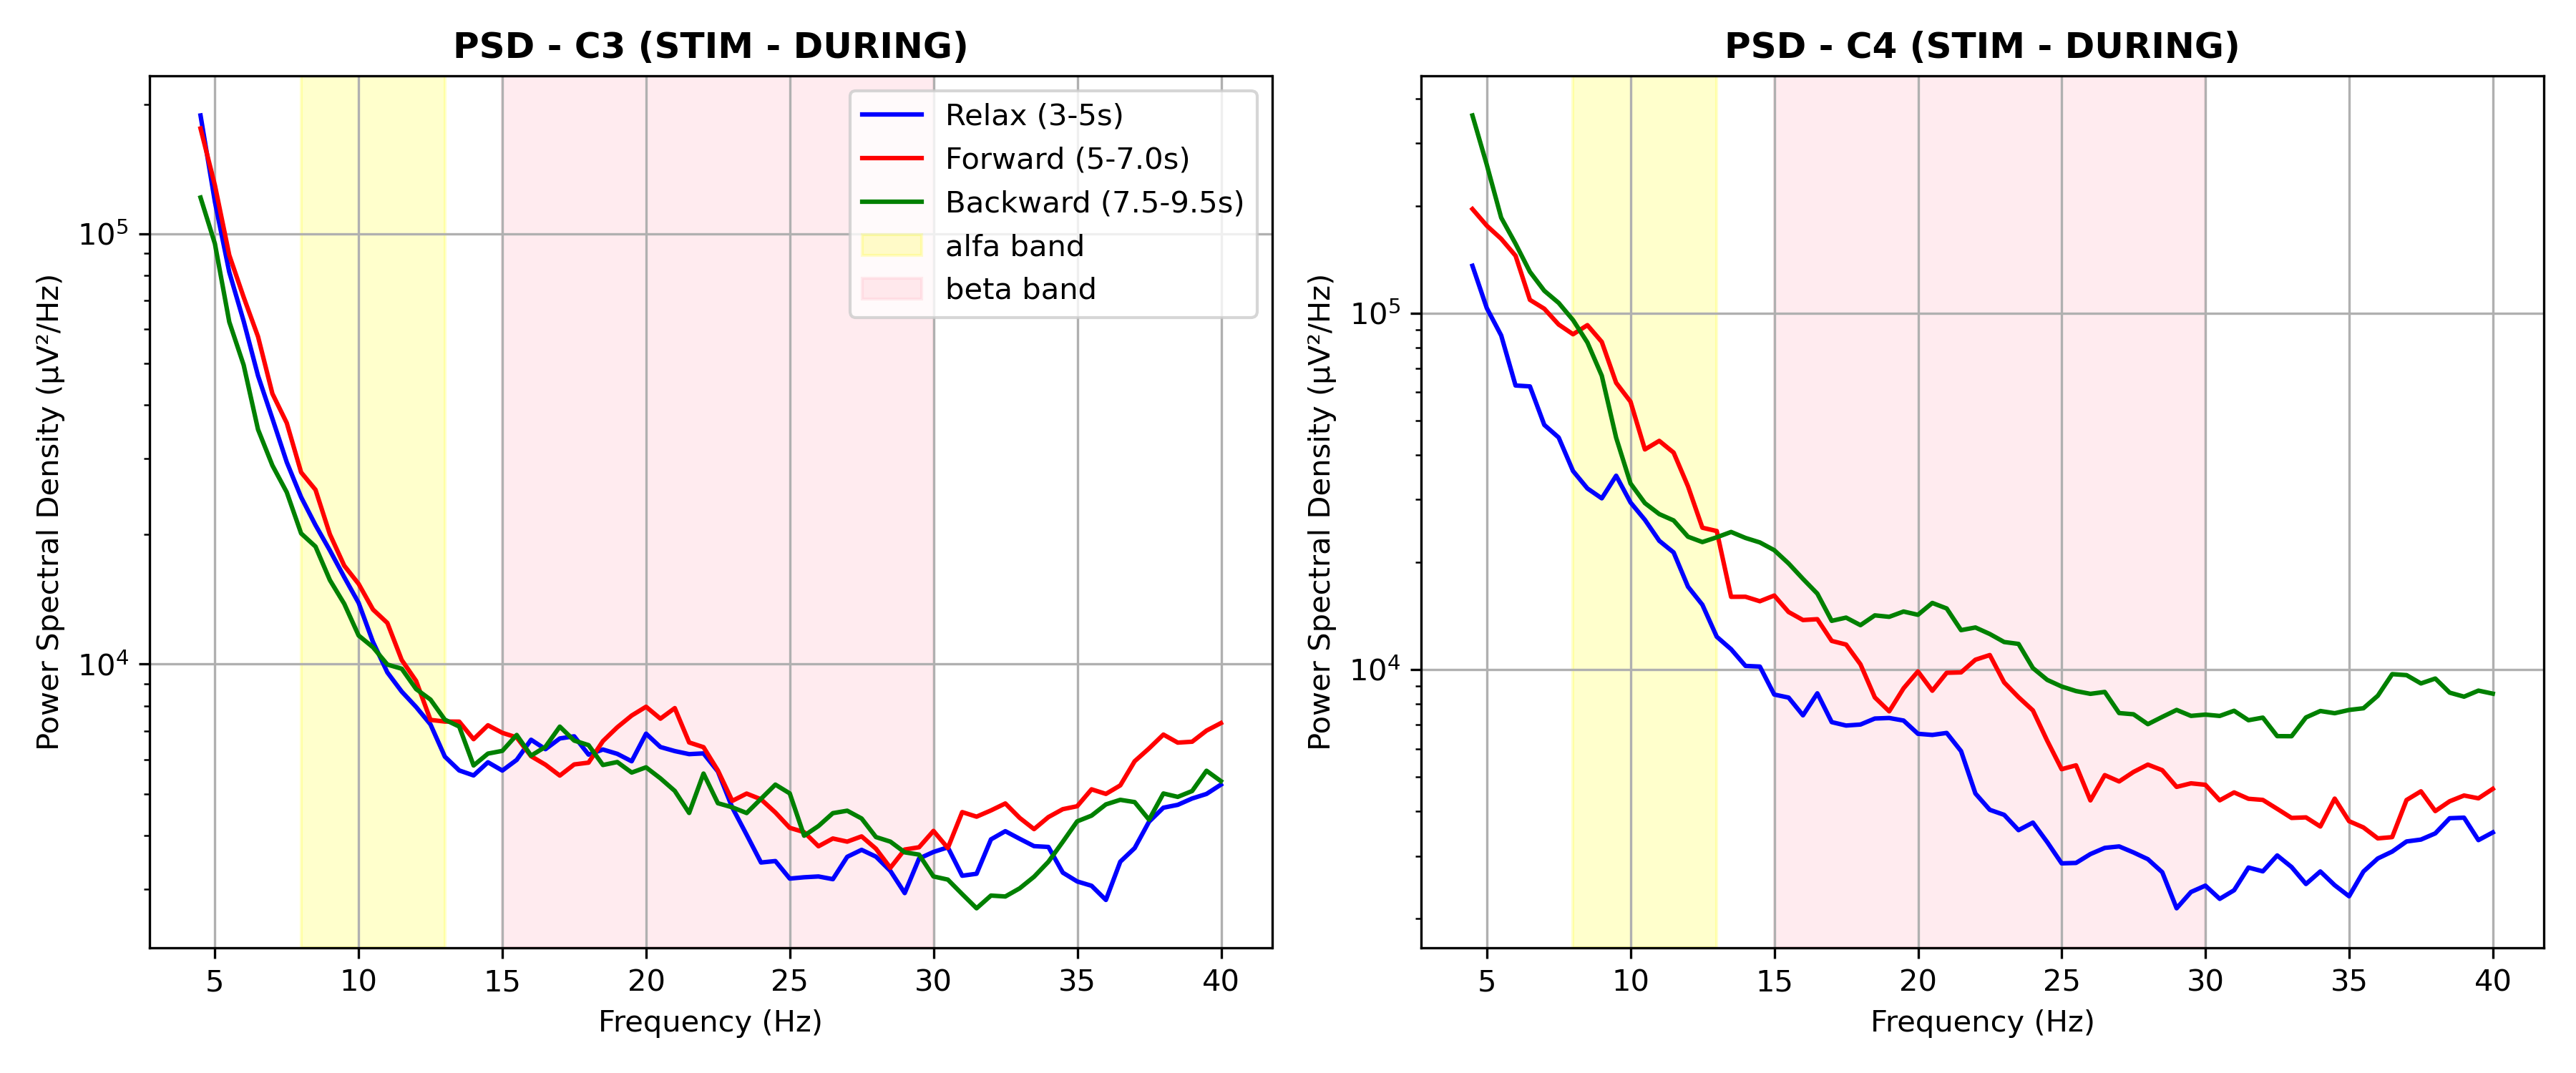 PSD - C3 (STIM - DURING)
Power Spectral Density (µV²/Hz)
10⁵
10⁴
Relax (3-5s)
Forward (5-7.0s)
Backward (7.5-9.5s)
alfa band
beta band
5 10 15 20 25 30 35 40
Frequency (Hz)
PSD - C4 (STIM - DURING)
Power Spectral Density (µV²/Hz)
10⁵
10⁴
5 10 15 20 25 30 35 40
Frequency (Hz)